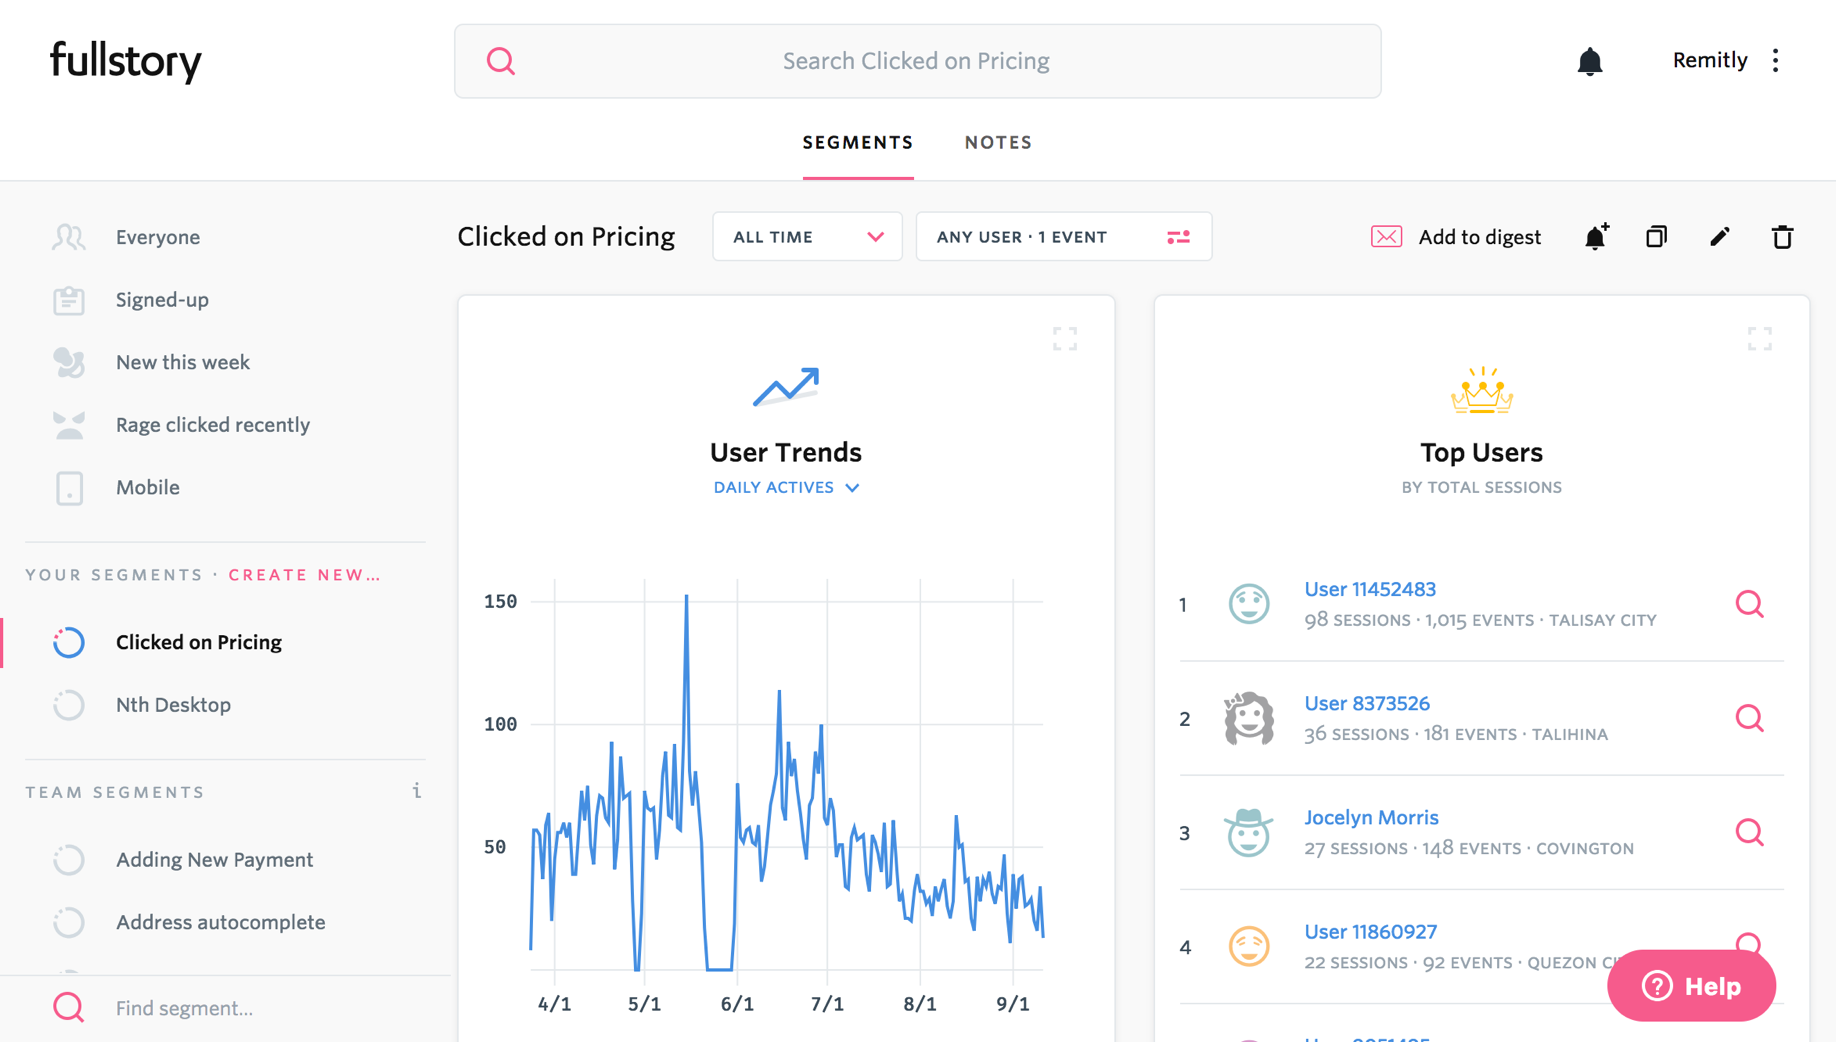 fullstory
Search Clicked on Pricing
Remitly
SEGMENTS
NOTES
Everyone
Signed-up
New this week
Rage clicked recently
Mobile
YOUR SEGMENTS · CREATE NEW...
Clicked on Pricing
Nth Desktop
TEAM SEGMENTS
i
Adding New Payment
Address autocomplete
Find segment...
Clicked on Pricing
ALL TIME
ANY USER · 1 EVENT
Add to digest
User Trends
DAILY ACTIVES
150
100
50
4/1 5/1 6/1 7/1 8/1 9/1
Top Users
BY TOTAL SESSIONS
1
User 11452483
98 SESSIONS · 1,015 EVENTS · TALISAY CITY
2
User 8373526
36 SESSIONS · 181 EVENTS · TALIHINA
3
Jocelyn Morris
27 SESSIONS · 148 EVENTS · COVINGTON
4
User 11860927
22 SESSIONS · 92 EVENTS · QUEZON
? Help